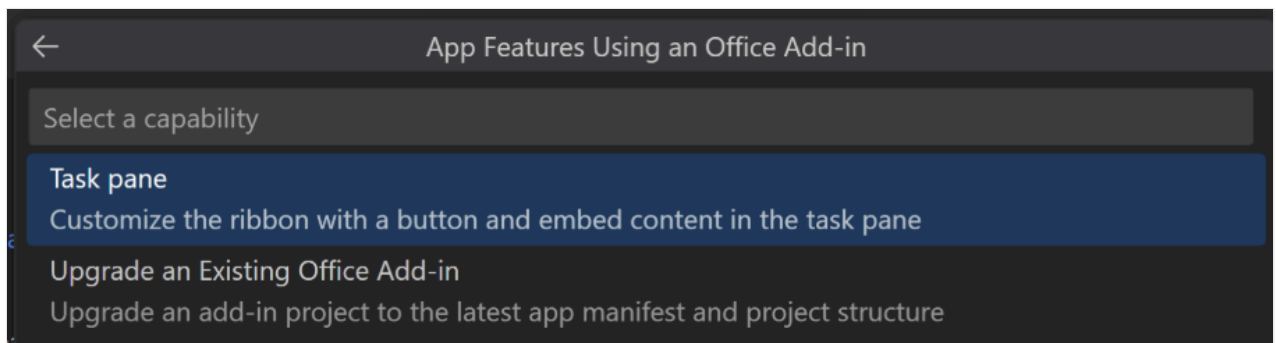 App Features Using an Office Add-in
Select a capability
Task pane
Customize the ribbon with a button and embed content in the task pane
Upgrade an Existing Office Add-in
Upgrade an add-in project to the latest app manifest and project structure